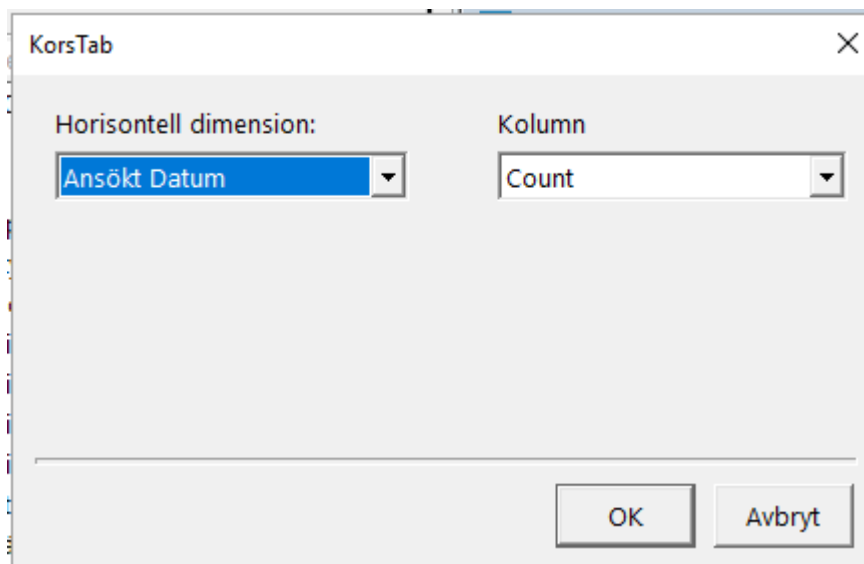 KorsTab
Horisontell dimension: Kolumn
Ansökt Datum Count
OK Avbryt